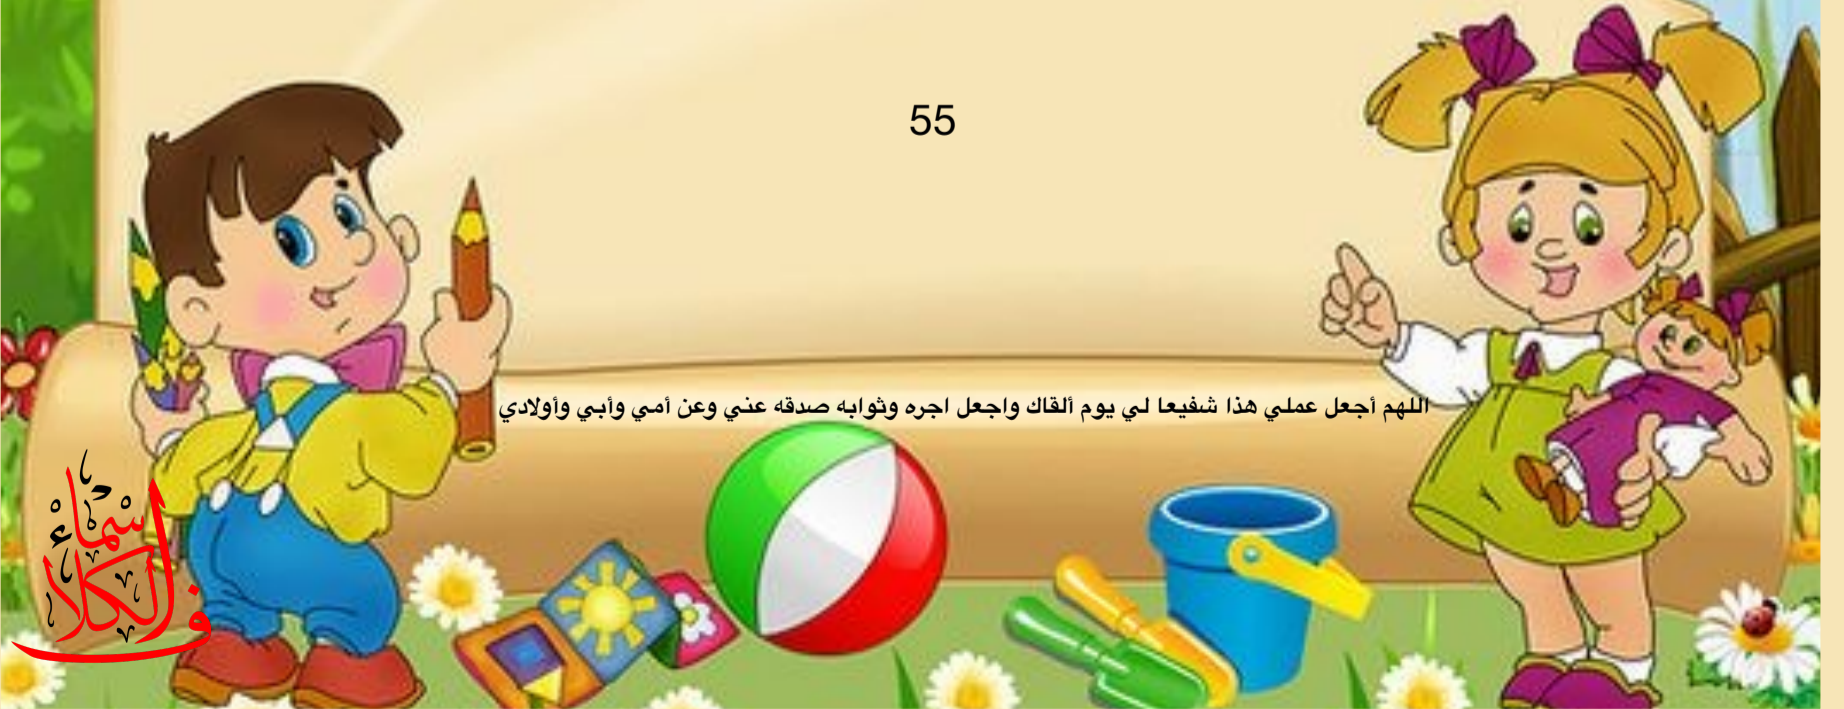 55
اللهم أجعل عملي هذا شفيعا لي يوم ألقاك واجعل اجره وثوابه صدقه عني وعن أمي وأبي وأولادي